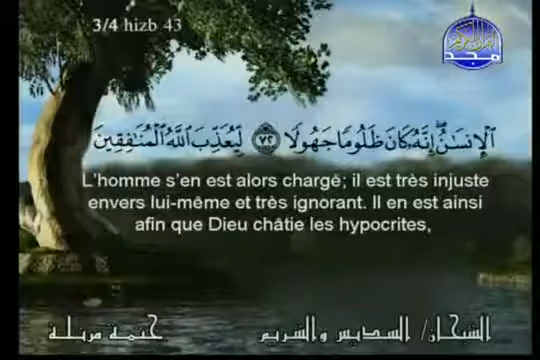 3/4 hizb 43
مجد
ٱلۡإِنسَٰنُۖ إِنَّهُۥ كَانَ ظَلُومٗا جَهُولٗا ٧٢ لِّيُعَذِّبَ ٱللَّهُ ٱلۡمُنَٰفِقِينَ
L'homme s'en est alors chargé; il est très injuste
envers lui-même et très ignorant. Il en est ainsi
afin que Dieu châtie les hypocrites,
الشيخان/ السديس والشريم
ختمة مرتلة